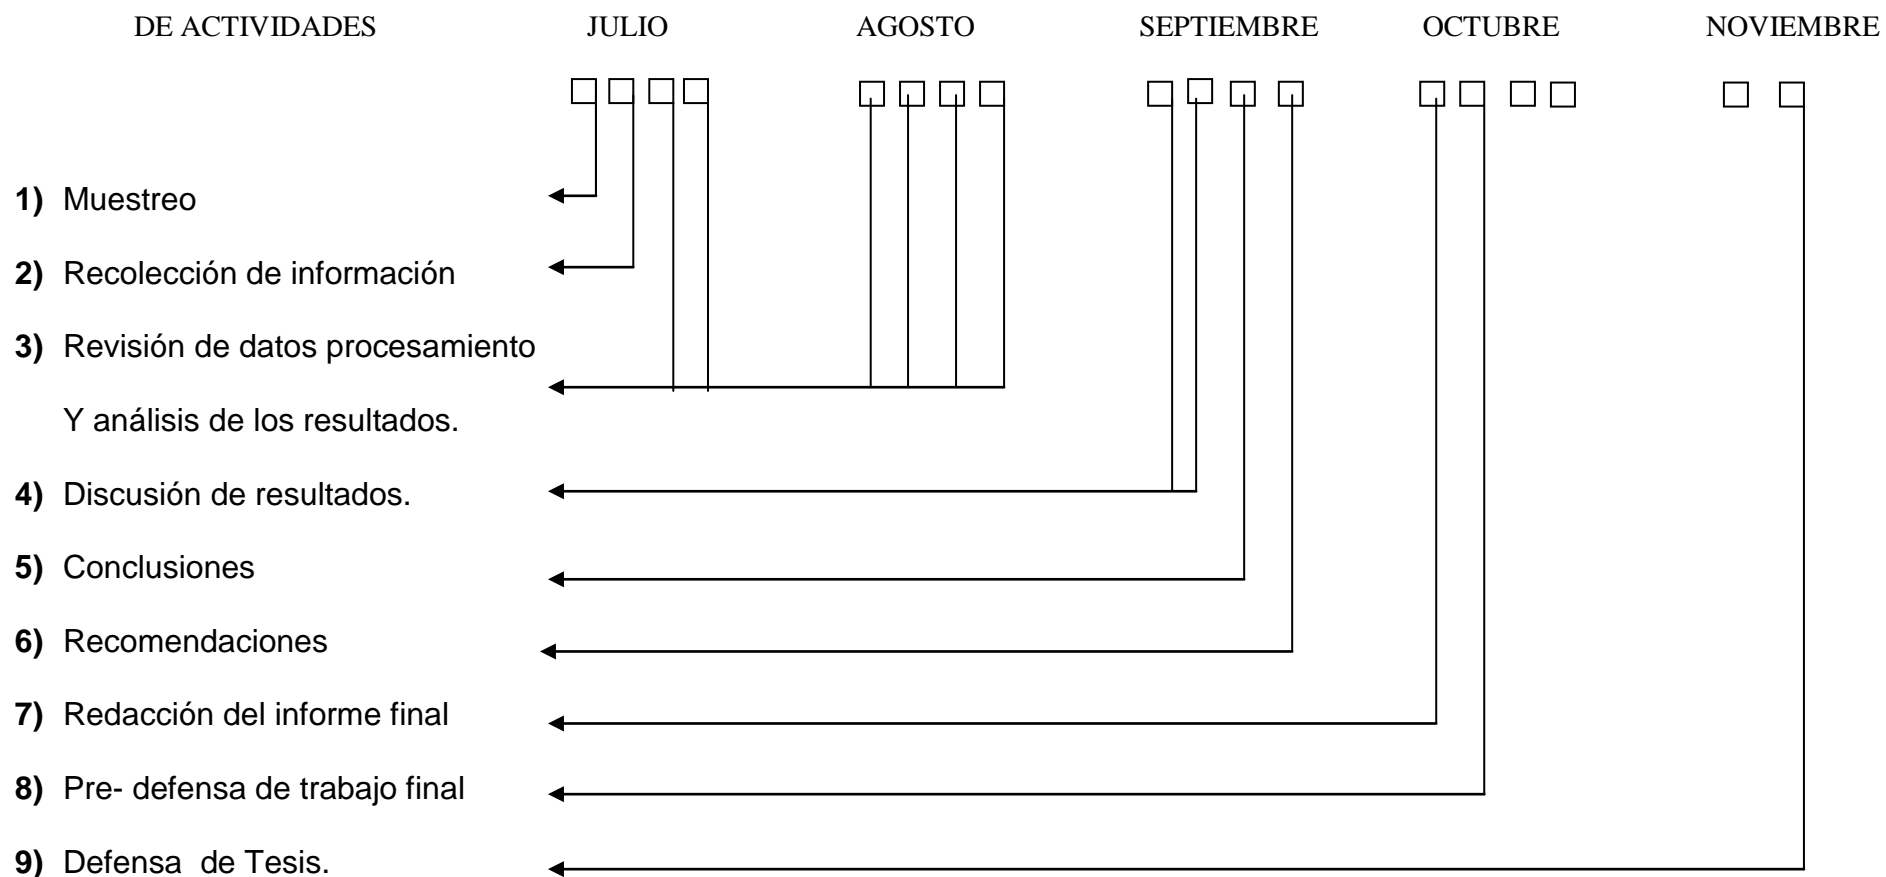 DE ACTIVIDADES JULIO AGOSTO SEPTIEMBRE OCTUBRE NOVIEMBRE
1) Muestreo
2) Recolección de información
3) Revisión de datos procesamiento
Y análisis de los resultados.
4) Discusión de resultados.
5) Conclusiones
6) Recomendaciones
7) Redacción del informe final
8) Pre- defensa de trabajo final
9) Defensa de Tesis.